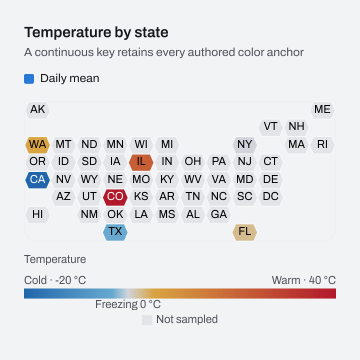 Temperature by state
A continuous key retains every authored color anchor
Daily mean
AK ME
VT NH
WA MT ND MN WI MI NY MA RI
OR ID SD IA IL IN OH PA NJ CT
CA NV WY NE MO KY WV VA MD DE
AZ UT CO KS AR TN NC SC DC
HI NM OK LA MS AL GA
TX FL
Temperature
Cold · -20 °C Warm · 40 °C
Freezing 0 °C
Not sampled